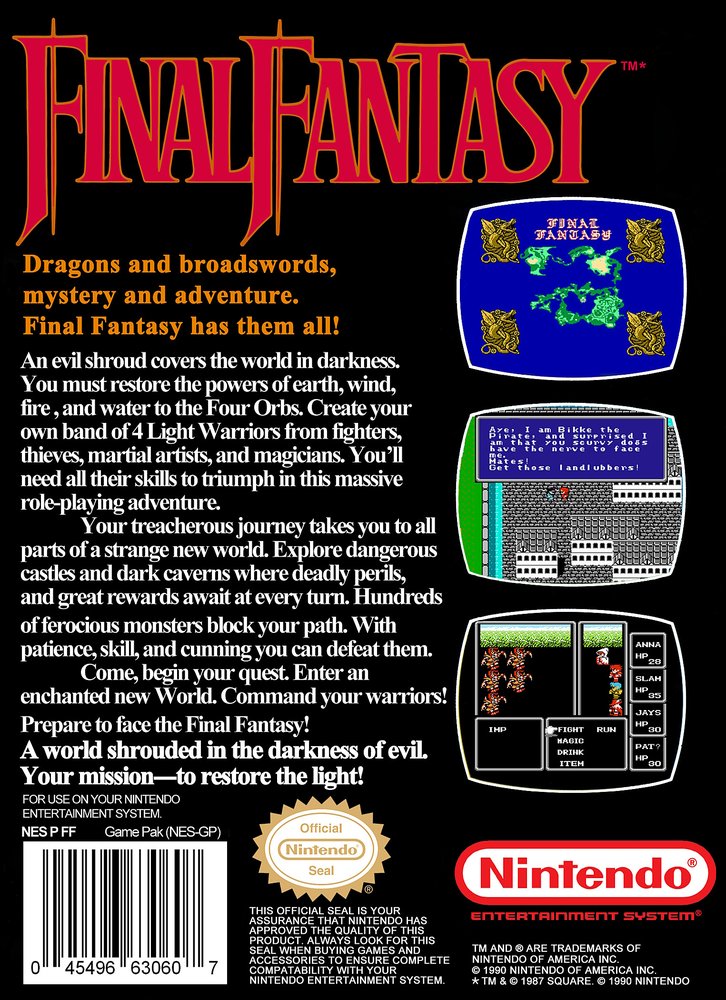 FINAL FANTASY ™*
Dragons and broadswords,
mystery and adventure.
Final Fantasy has them all!
An evil shroud covers the world in darkness.
You must restore the powers of earth, wind,
fire , and water to the Four Orbs. Create your
own band of 4 Light Warriors from fighters,
thieves, martial artists, and magicians. You'll
need all their skills to triumph in this massive
role-playing adventure.
Your treacherous journey takes you to all
parts of a strange new world. Explore dangerous
castles and dark caverns where deadly perils,
and great rewards await at every turn. Hundreds
of ferocious monsters block your path. With
patience, skill, and cunning you can defeat them.
Come, begin your quest. Enter an
enchanted new World. Command your warriors!
Prepare to face the Final Fantasy!
A world shrouded in the darkness of evil.
Your mission—to restore the light!
FINAL
FANTASY
Aye, I am Bikke the
Pirate, and surprised I
am that you scurvy dogs
have the nerve to face
me.
Mates!
Get those landlubbers!
ANNA
HP
28
SLAH
HP
35
JAYS
HP
30
PAT?
HP
30
IMP
FIGHT RUN
MAGIC
DRINK
ITEM
FOR USE ON YOUR NINTENDO
ENTERTAINMENT SYSTEM.
NES P FF Game Pak (NES-GP)
0 45496 63060 7
Official
Nintendo®
Seal
®
THIS OFFICIAL SEAL IS YOUR
ASSURANCE THAT NINTENDO HAS
APPROVED THE QUALITY OF THIS
PRODUCT. ALWAYS LOOK FOR THIS
SEAL WHEN BUYING GAMES AND
ACCESSORIES TO ENSURE COMPLETE
COMPATABILITY WITH YOUR
NINTENDO ENTERTAINMENT SYSTEM.
Nintendo®
ENTERTAINMENT SYSTEM®
TM AND ® ARE TRADEMARKS OF
NINTENDO OF AMERICA INC.
© 1990 NINTENDO OF AMERICA INC.
* TM & © 1987 SQUARE. © 1990 NINTENDO